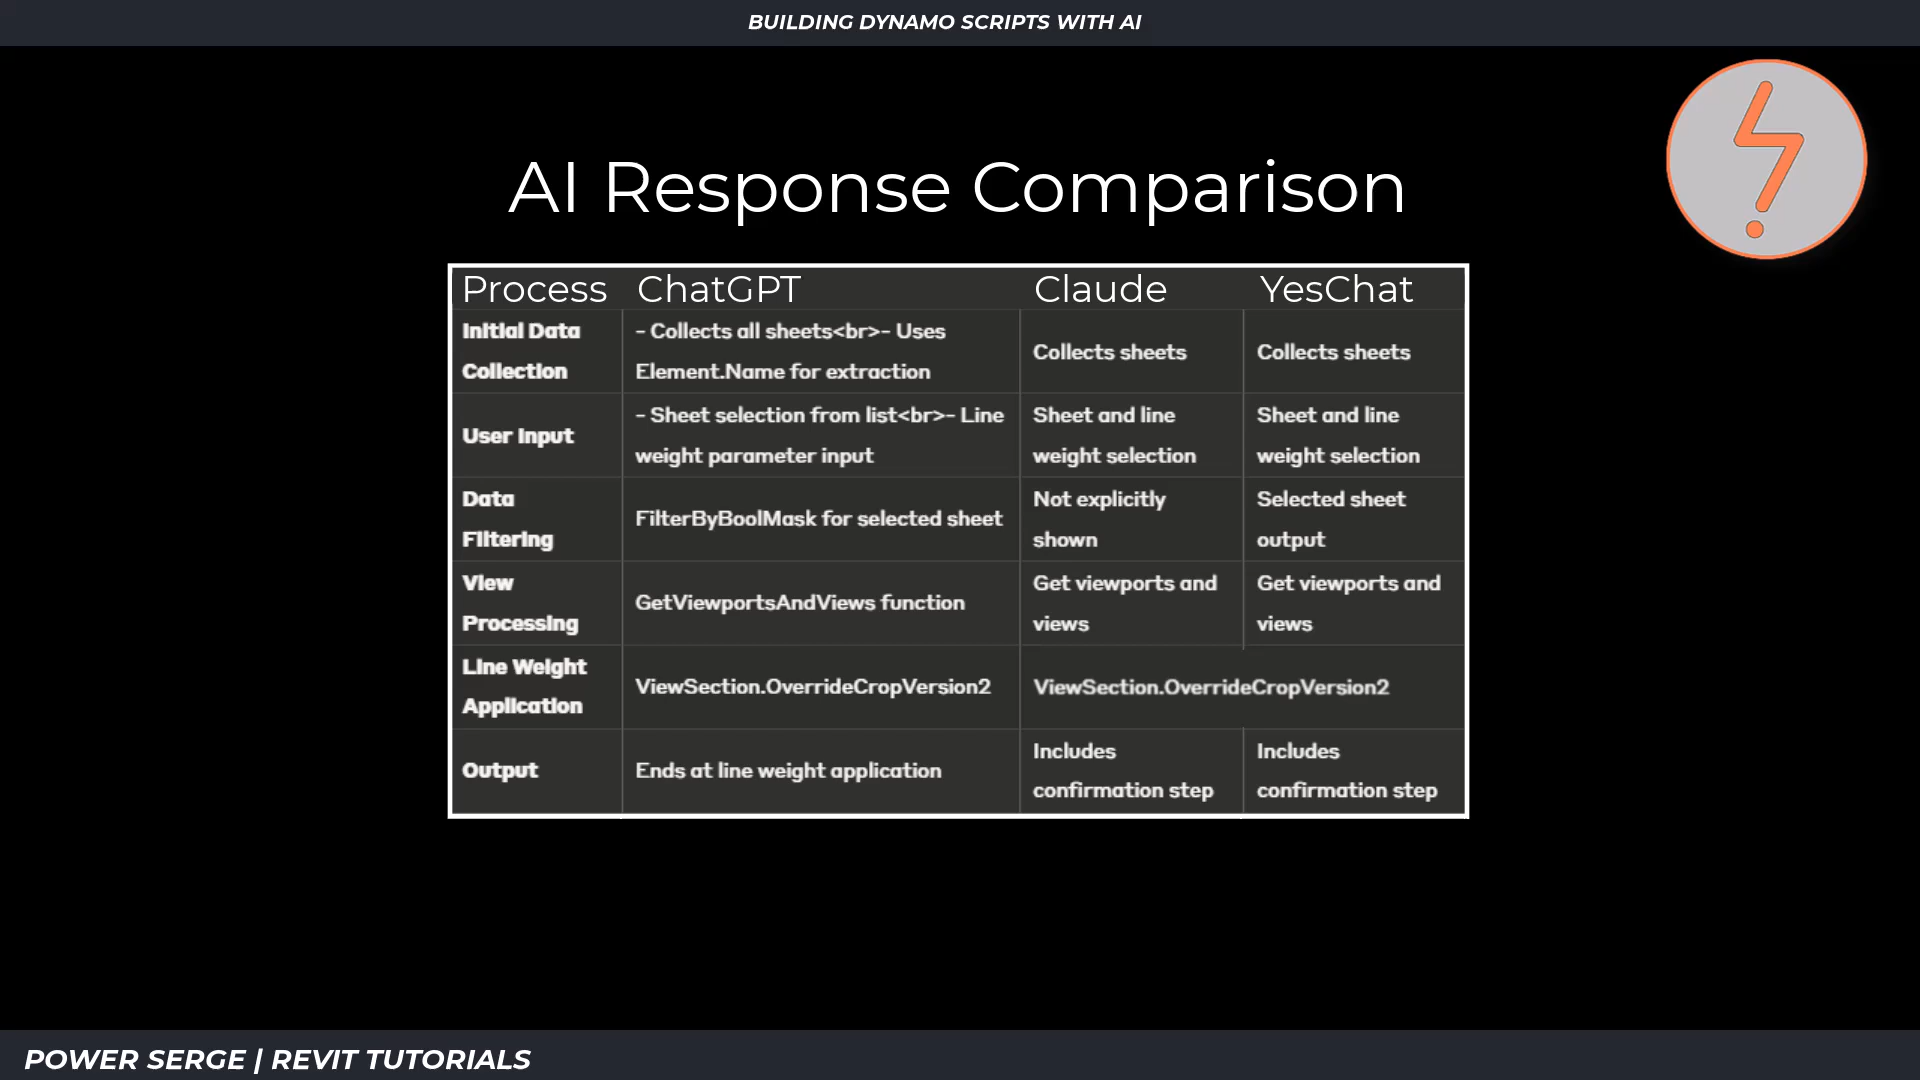 BUILDING DYNAMO SCRIPTS WITH AI
AI Response Comparison
Process ChatGPT Claude YesChat
Initial Data
Collection
- Collects all sheets<br>- Uses
Element.Name for extraction
Collects sheets
Collects sheets
User Input
- Sheet selection from list<br>- Line
weight parameter input
Sheet and line
weight selection
Sheet and line
weight selection
Data
Filtering
FilterByBoolMask for selected sheet
Not explicitly
shown
Selected sheet
output
View
Processing
GetViewportsAndViews function
Get viewports and
views
Get viewports and
views
Line Weight
Application
ViewSection.OverrideCropVersion2
ViewSection.OverrideCropVersion2
Output
Ends at line weight application
Includes
confirmation step
Includes
confirmation step
POWER SERGE | REVIT TUTORIALS